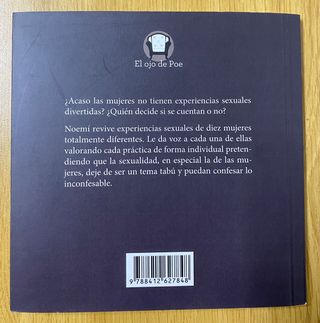 El ojo de Poe
¿Acaso las mujeres no tienen experiencias sexuales
divertidas? ¿Quién decide si se cuentan o no?
Noemí revive experiencias sexuales de diez mujeres
totalmente diferentes. Le da voz a cada una de ellas
valorando cada práctica de forma individual preten-
diendo que la sexualidad, en especial la de las mu-
jeres, deje de ser un tema tabú y puedan confesar lo
inconfesable.
9 788412 627848